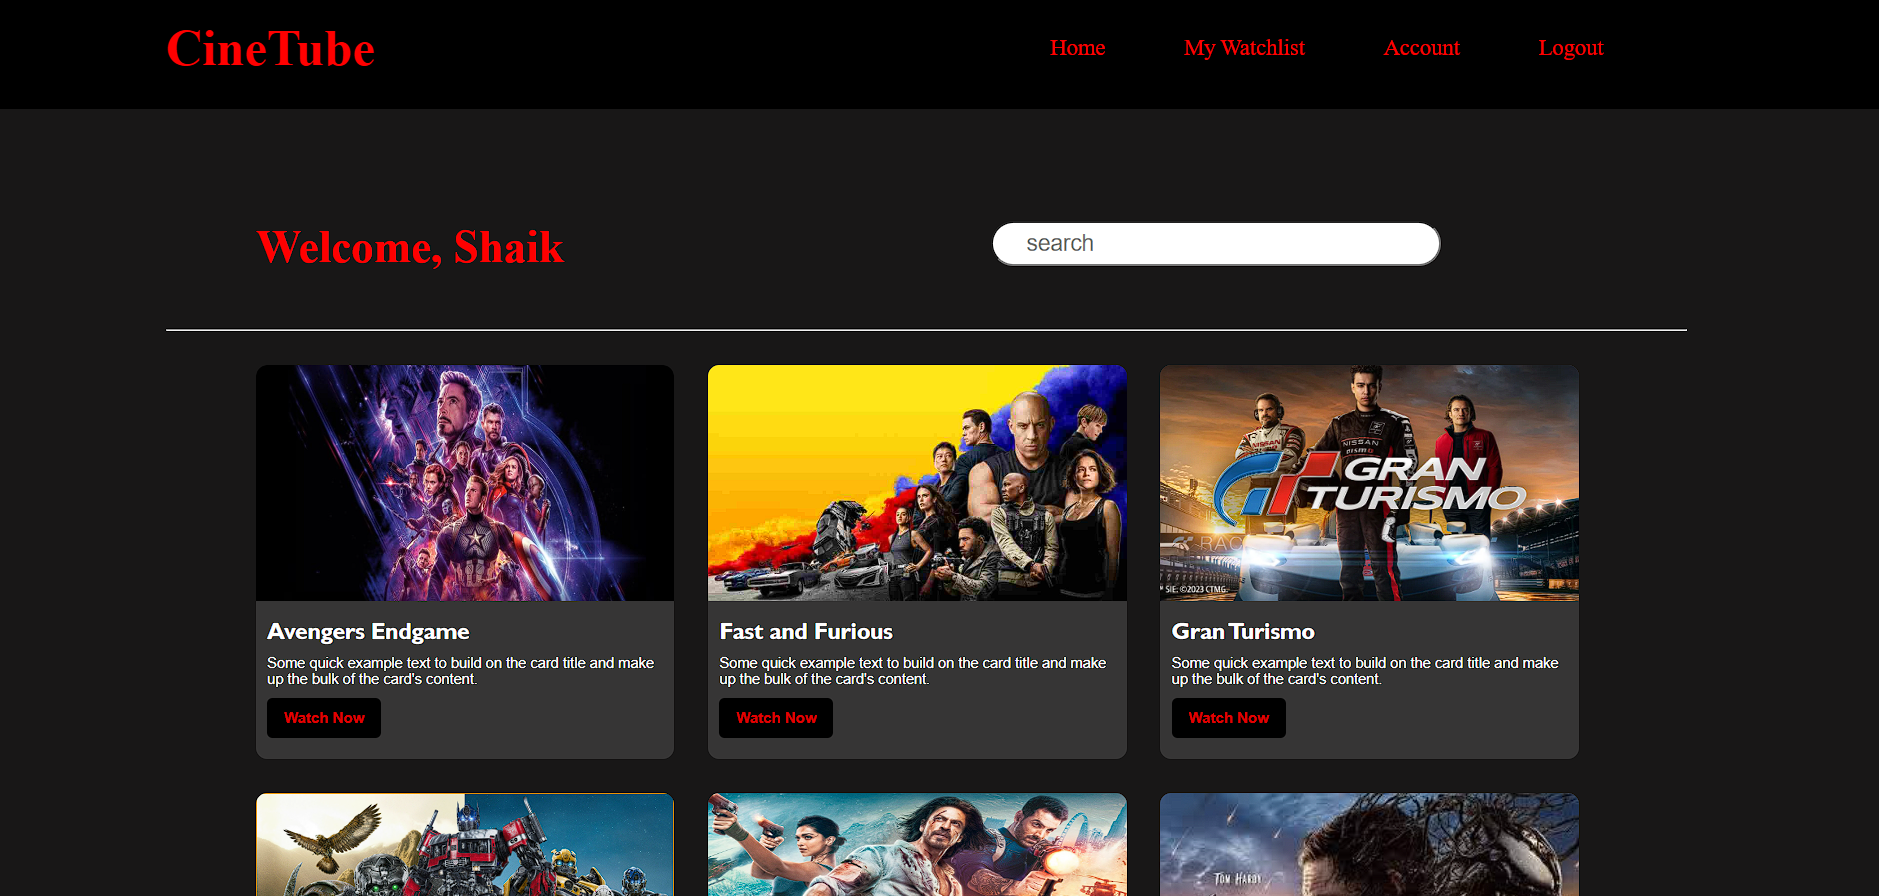 CineTube
Home
My Watchlist
Account
Logout
Welcome, Shaik
search
NISSAN
NISSAN
nismo
GRAN
TURISMO
RAC
SIE: ©2023 CTMG.
Avengers Endgame
Some quick example text to build on the card title and make
up the bulk of the card's content.
Watch Now
Fast and Furious
Some quick example text to build on the card title and make
up the bulk of the card's content.
Watch Now
Gran Turismo
Some quick example text to build on the card title and make
up the bulk of the card's content.
Watch Now
TOM HARDY